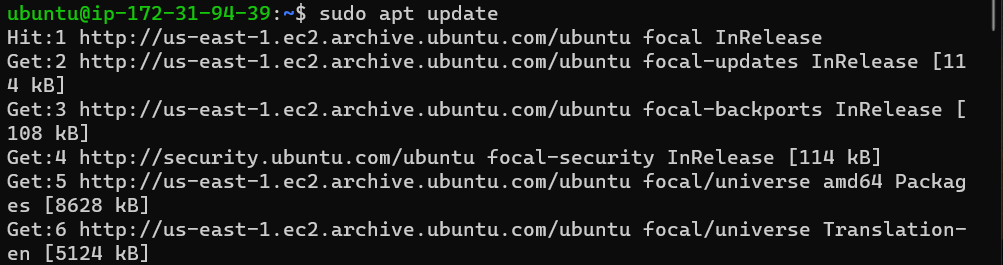 ubuntu@ip-172-31-94-39:~$ sudo apt update
Hit:1 http://us-east-1.ec2.archive.ubuntu.com/ubuntu focal InRelease
Get:2 http://us-east-1.ec2.archive.ubuntu.com/ubuntu focal-updates InRelease [11
4 kB]
Get:3 http://us-east-1.ec2.archive.ubuntu.com/ubuntu focal-backports InRelease [
108 kB]
Get:4 http://security.ubuntu.com/ubuntu focal-security InRelease [114 kB]
Get:5 http://us-east-1.ec2.archive.ubuntu.com/ubuntu focal/universe amd64 Packag
es [8628 kB]
Get:6 http://us-east-1.ec2.archive.ubuntu.com/ubuntu focal/universe Translation-
en [5124 kB]